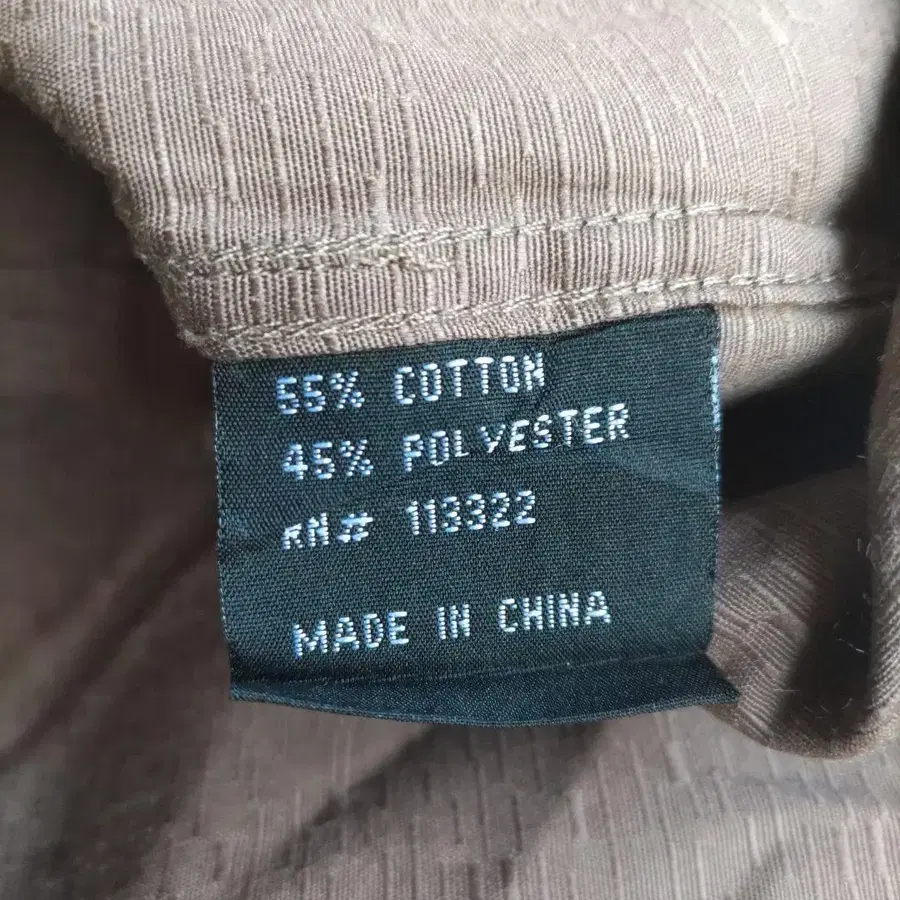 55% COTTON
45% POLYESTER
RN# 113322
MADE IN CHINA